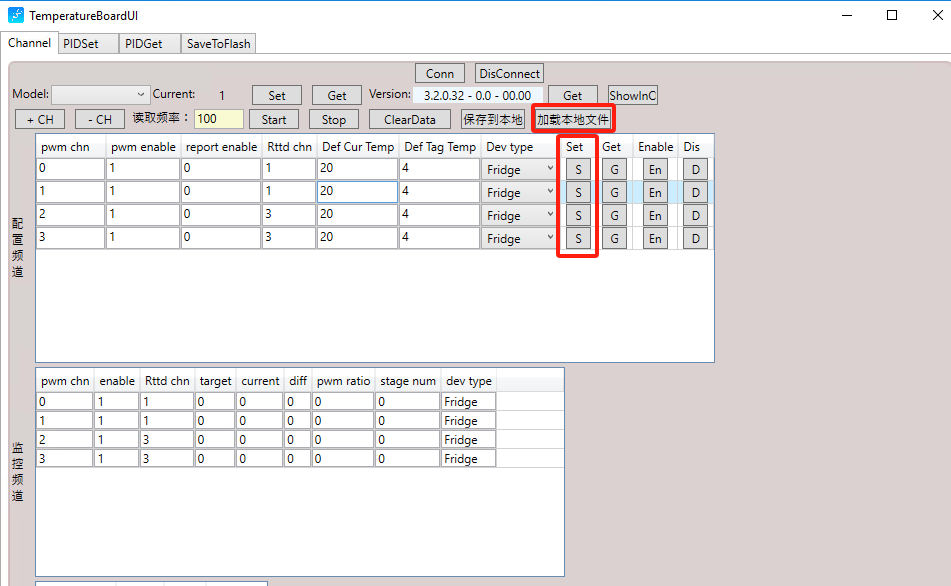 TemperatureBoardUI
Channel PIDSet PIDGet SaveToFlash
Conn DisConnect
Model: Current: 1 Set Get Version: 3.2.0.32 - 0.0 - 00.00 Get ShowInC
+ CH - CH 读取频率： 100 Start Stop ClearData 保存到本地 加载本地文件
pwm chn pwm enable report enable Rttd chn Def Cur Temp Def Tag Temp Dev type Set Get Enable Dis
0 1 0 1 20 4 Fridge S G En D
1 1 0 1 20 4 Fridge S G En D
2 1 0 3 20 4 Fridge S G En D
3 1 0 3 20 4 Fridge S G En D
配置频道
pwm chn enable Rttd chn target current diff pwm ratio stage num dev type
0 1 1 0 0 0 0 0 Fridge
1 1 1 0 0 0 0 0 Fridge
2 1 3 0 0 0 0 0 Fridge
3 1 3 0 0 0 0 0 Fridge
监控频道